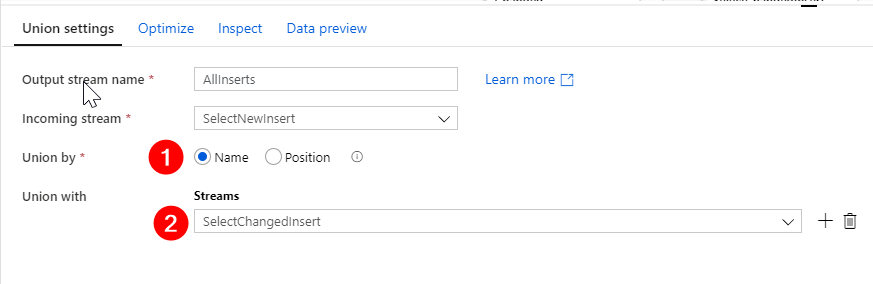 Union settings Optimize Inspect Data preview
Output stream name * AllInserts Learn more
Incoming stream * SelectNewInsert
Union by * 1 Name Position
Union with Streams
2 SelectChangedInsert